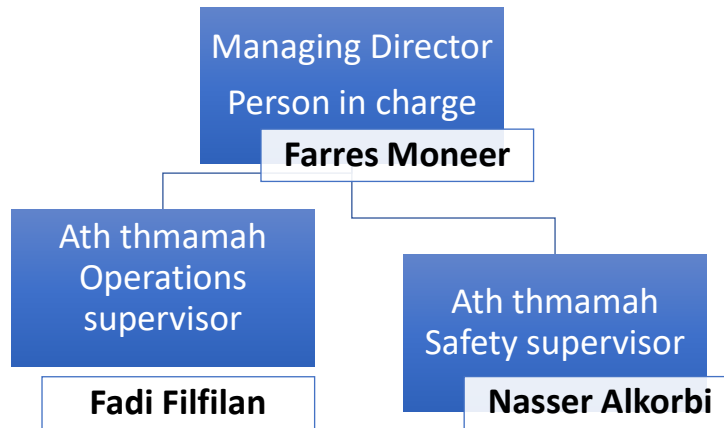 Managing Director
Person in charge
Farres Moneer
Ath thmamah
Operations
supervisor
Fadi Filfilan
Ath thmamah
Safety supervisor
Nasser Alkorbi